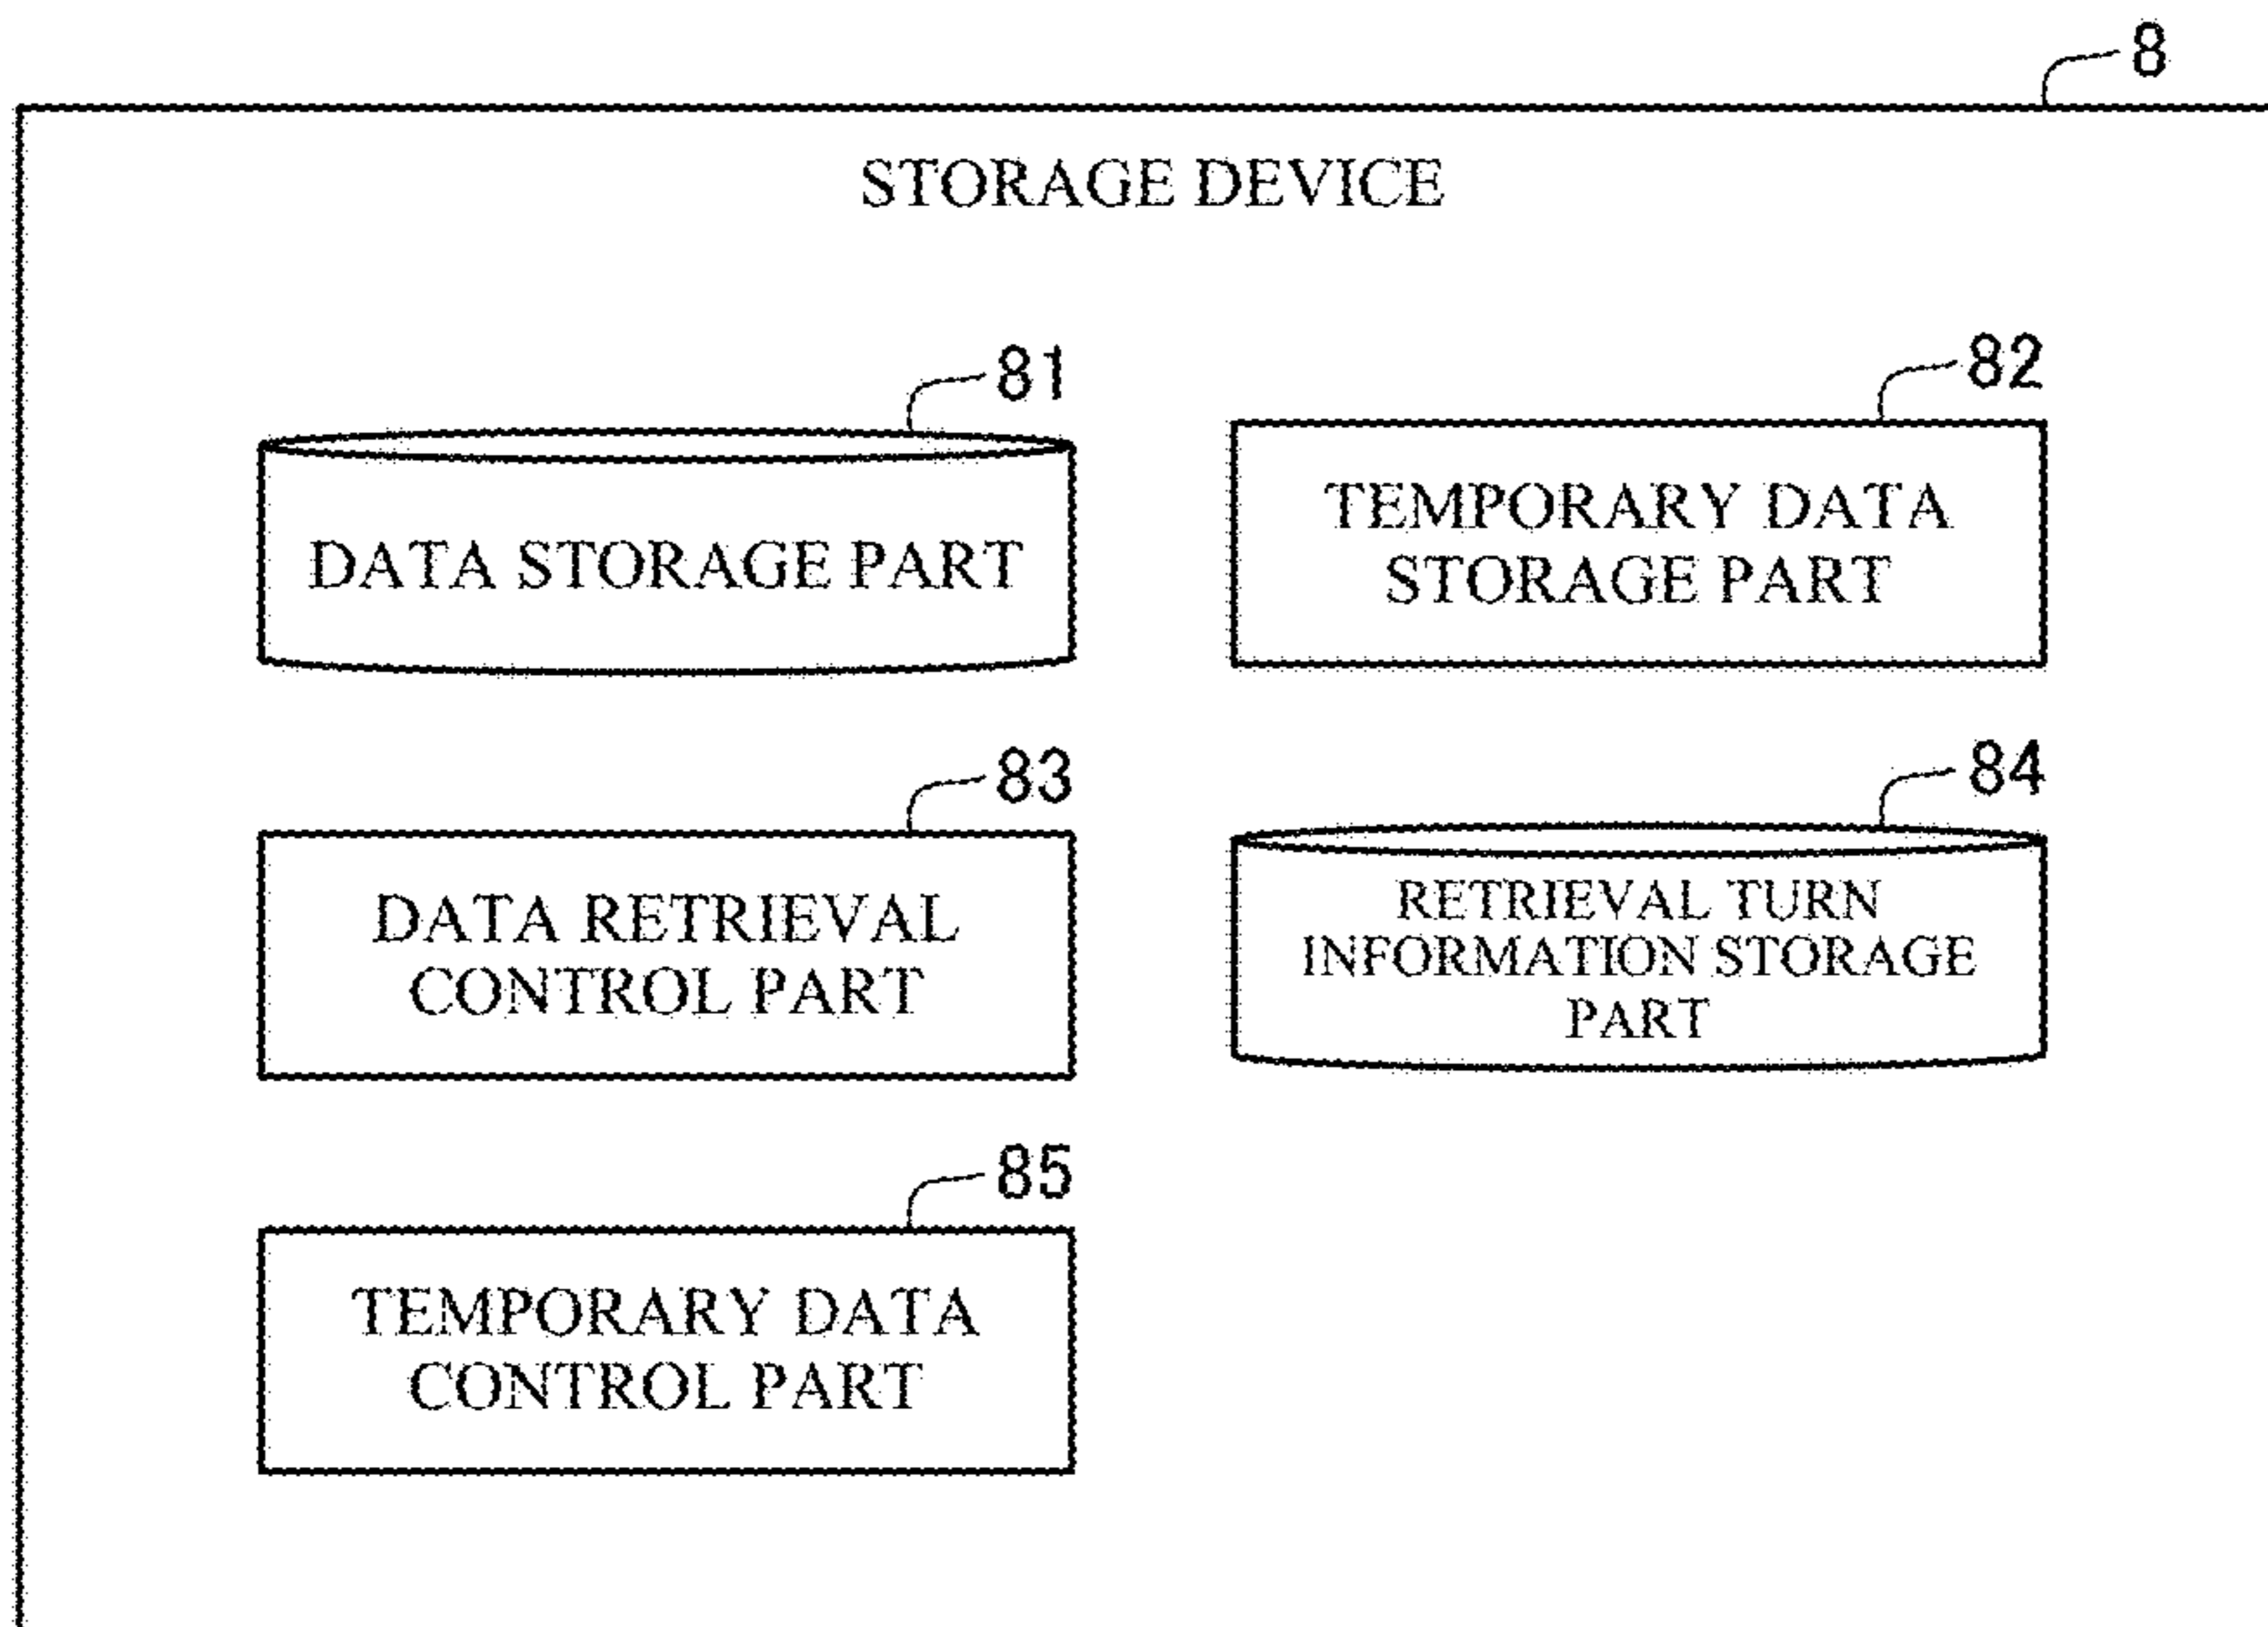 8
STORAGE DEVICE
81
DATA STORAGE PART
82
TEMPORARY DATA
STORAGE PART
83
DATA RETRIEVAL
CONTROL PART
84
RETRIEVAL TURN
INFORMATION STORAGE
PART
85
TEMPORARY DATA
CONTROL PART